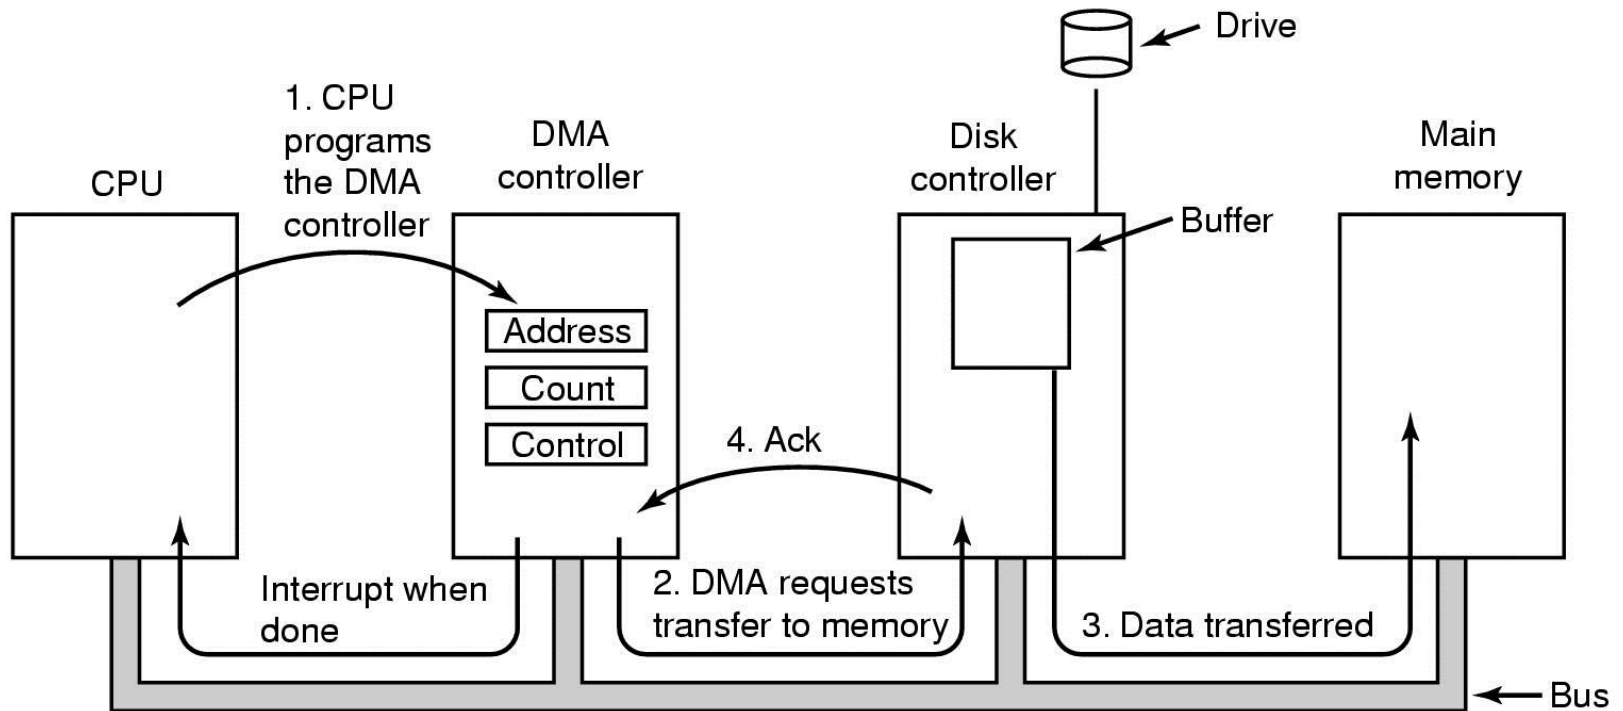 Drive
1. CPU
programs
the DMA
controller
CPU
DMA
controller
Disk
controller
Main
memory
Buffer
Address
Count
Control
4. Ack
Interrupt when
done
2. DMA requests
transfer to memory
3. Data transferred
Bus